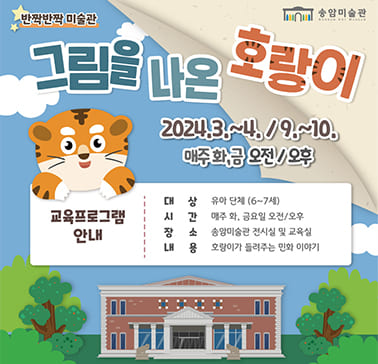 반짝반짝 미술관
송암미술관
그림을 나온 호랑이
2024.3.~4. / 9.~10.
매주 화,금 오전/오후
교육프로그램
안내
대 상 유아 단체 (6~7세)
시 간 매주 화, 금요일 오전/오후
장 소 송암미술관 전시실 및 교육실
내 용 호랑이가 들려주는 민화 이야기